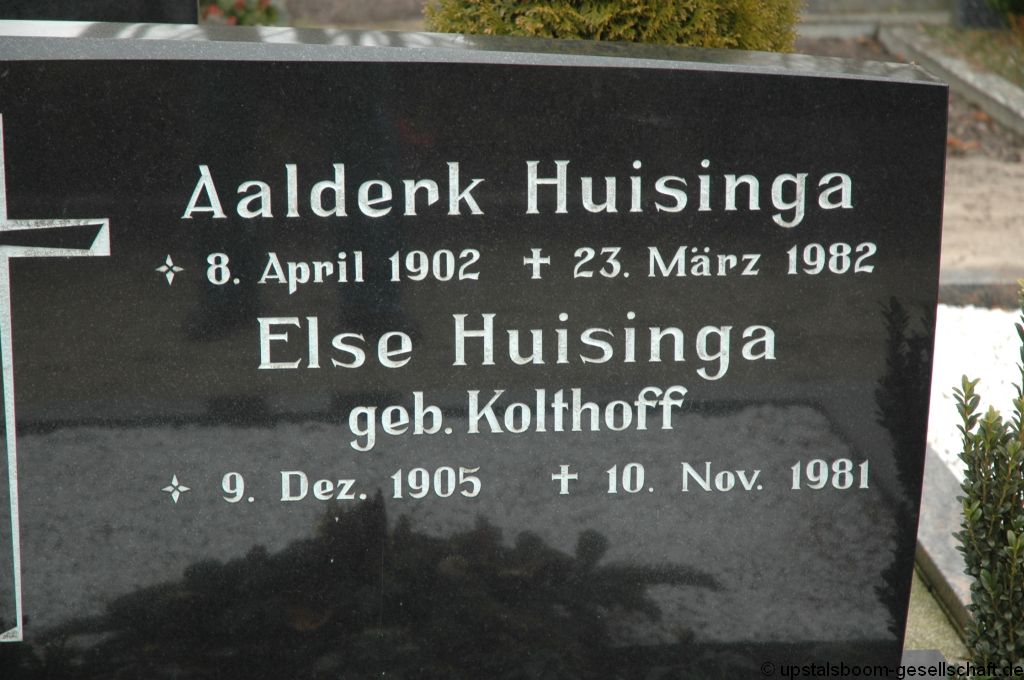 Aalderk Huisinga
✧ 8. April 1902 ✝ 23. März 1982
Else Huisinga
geb. Kolthoff
✧ 9. Dez. 1905 ✝ 10. Nov. 1981
© upstalsboom-gesellschaft.de